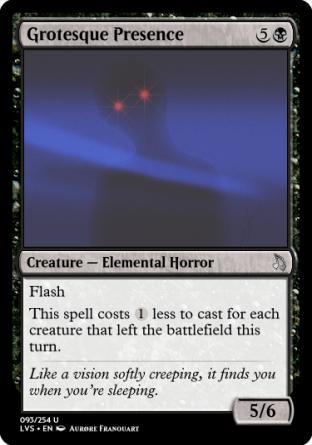 Grotesque Presence 5
Creature — Elemental Horror
Flash
This spell costs 1 less to cast for each
creature that left the battlefield this
turn.
Like a vision softly creeping, it finds you
when you're sleeping.
5/6
093/254 U
LVS • EN Aurore Franquart